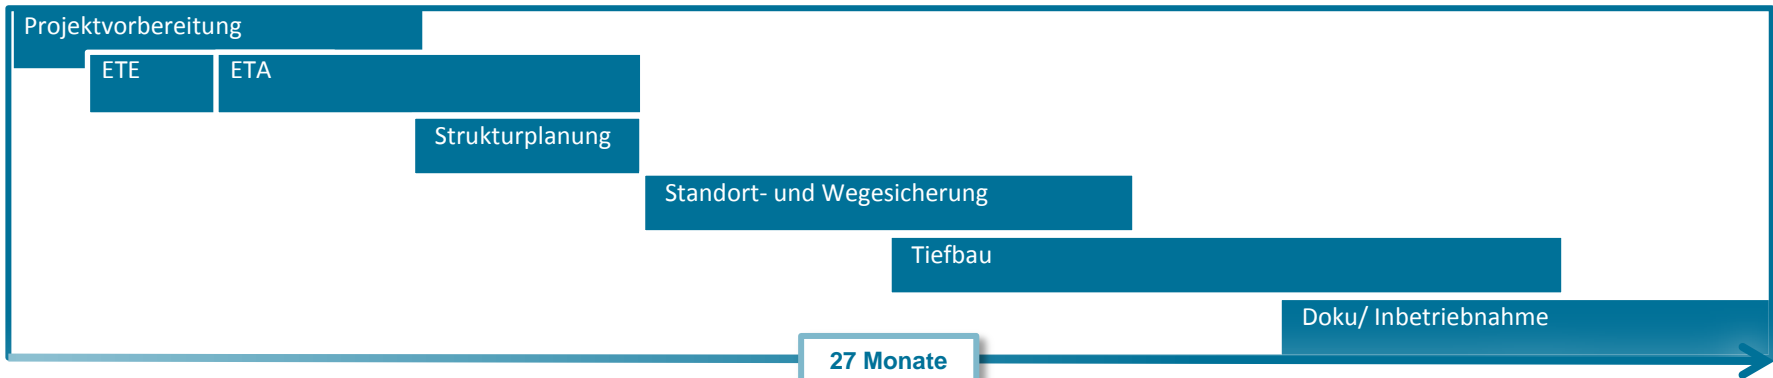 Projektvorbereitung
ETE
ETA
Strukturplanung
Standort- und Wegesicherung
Tiefbau
Doku/ Inbetriebnahme
27 Monate